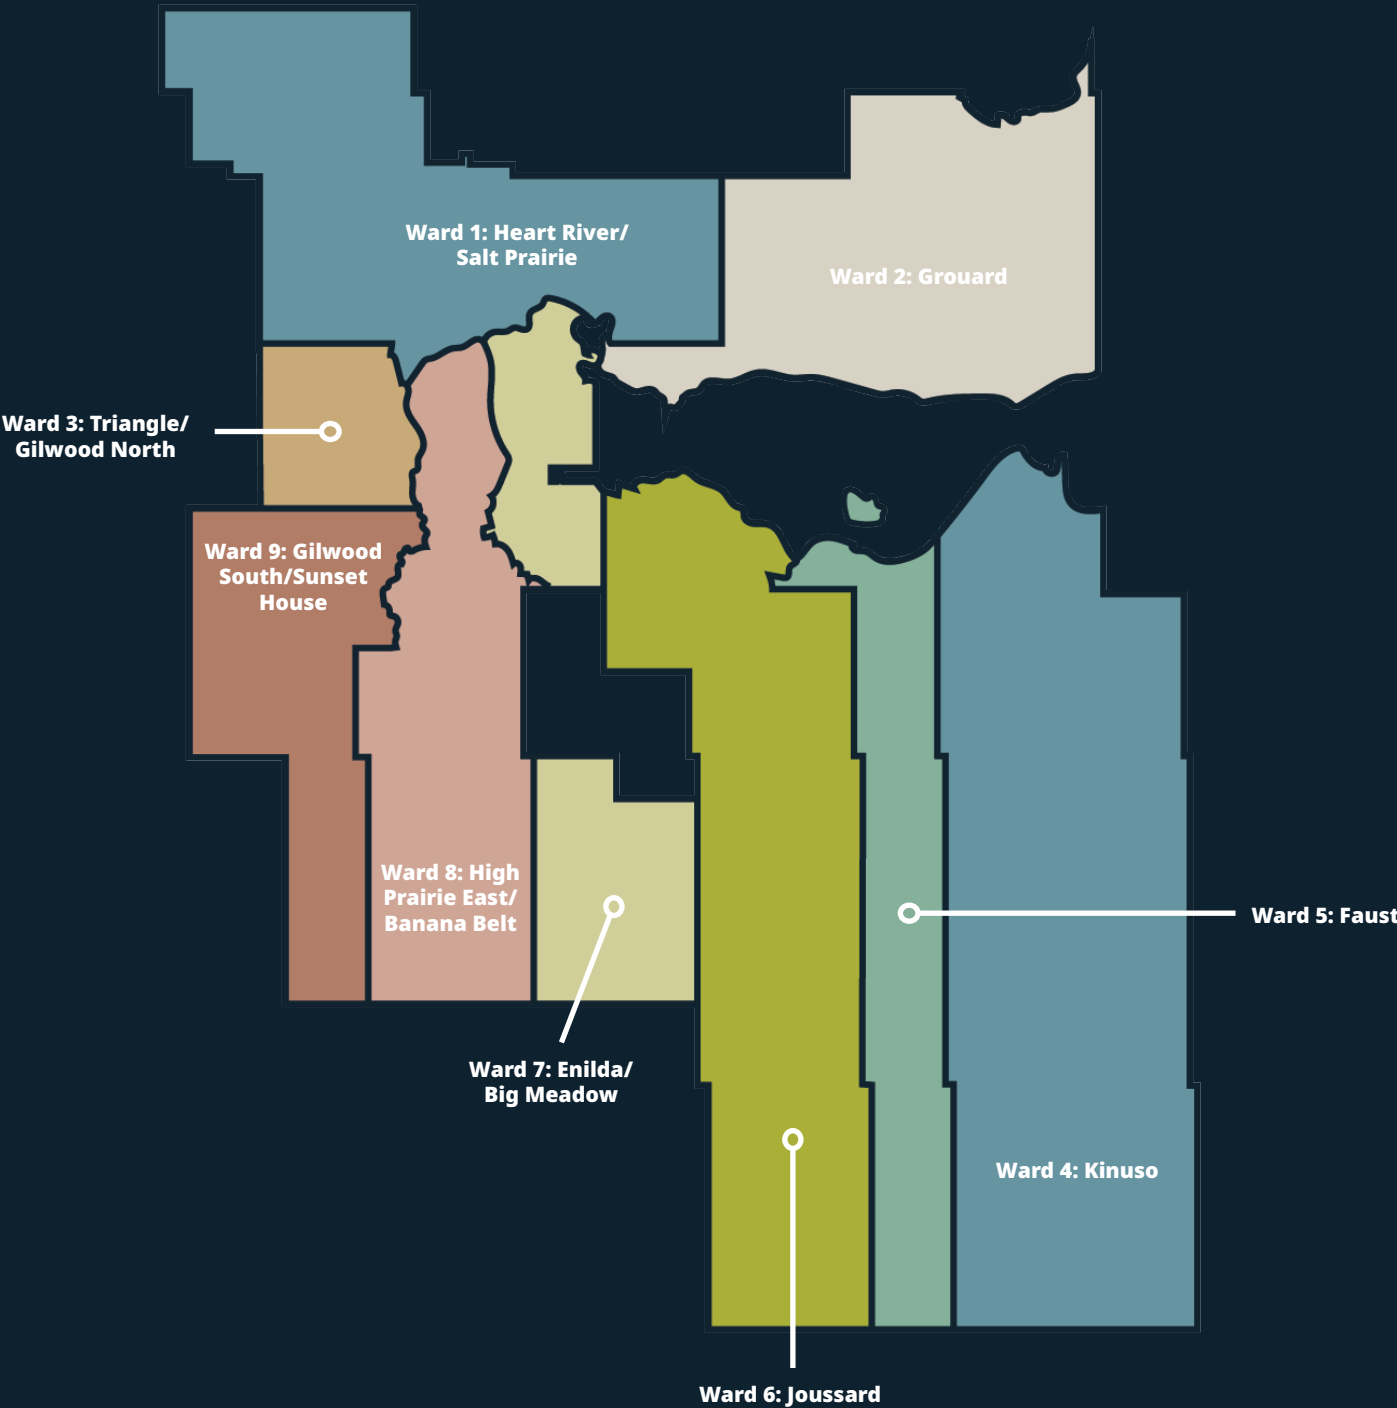 Ward 1: Heart River/
Salt Prairie
Ward 2: Grouard
Ward 3: Triangle/
Gilwood North
Ward 9: Gilwood
South/Sunset
House
Ward 8: High
Prairie East/
Banana Belt
Ward 5: Faust
Ward 7: Enilda/
Big Meadow
Ward 4: Kinuso
Ward 6: Joussard